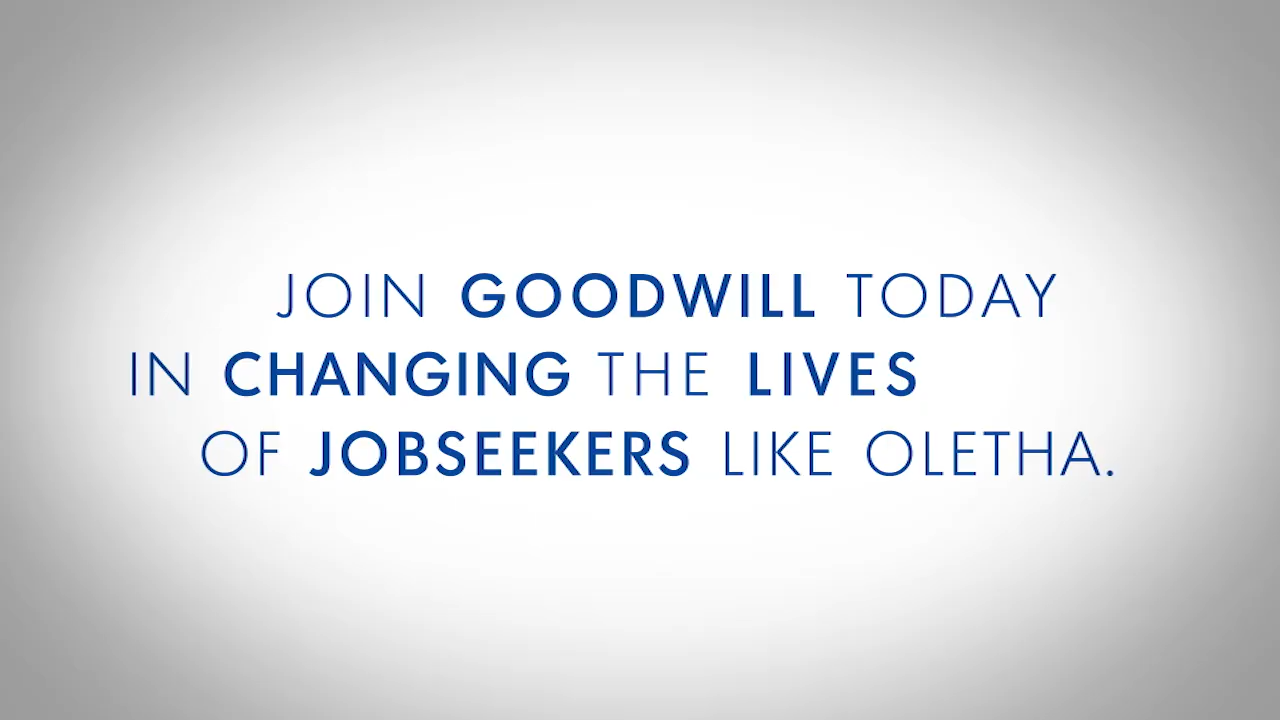 JOIN GOODWILL TODAY
IN CHANGING THE LIVES
OF JOBSEEKERS LIKE OLETHA.